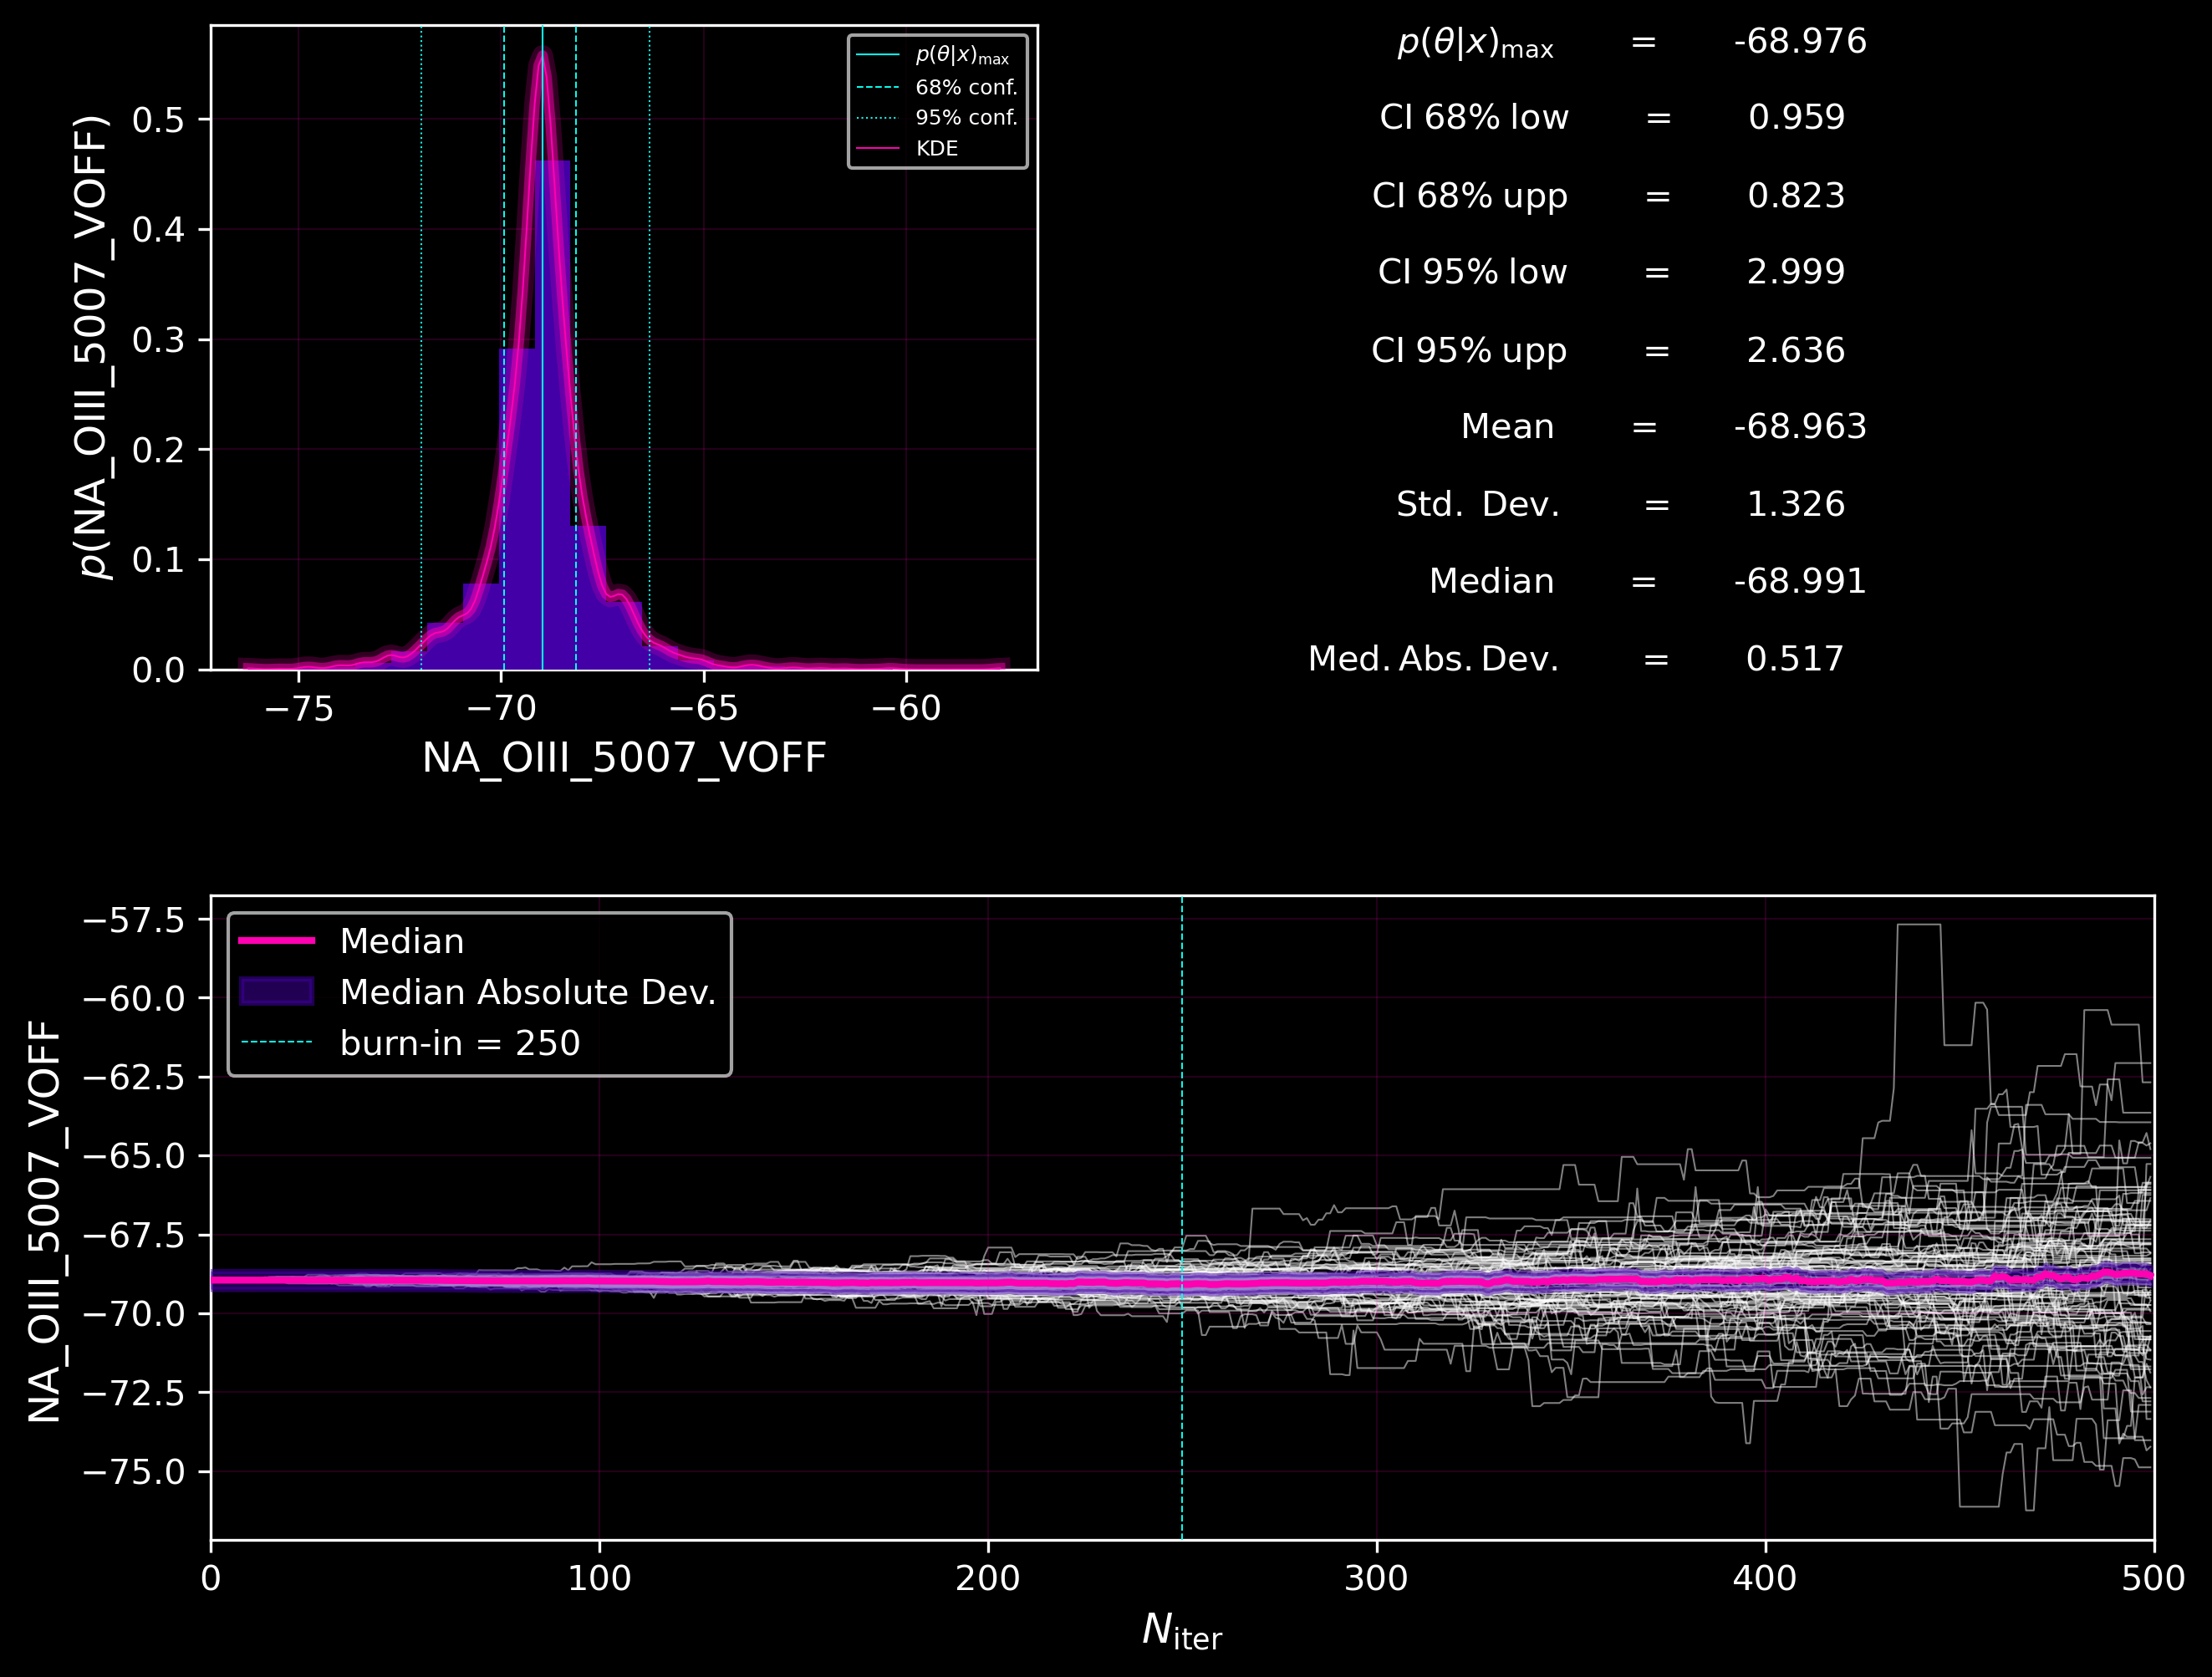 p(θ|x)max
68% conf.
95% conf.
KDE
p(NA_OIII_5007_VOFF)
0.5
0.4
0.3
0.2
0.1
0.0
−75 −70 −65 −60
NA_OIII_5007_VOFF
p(θ|x)max = -68.976
CI 68% low = 0.959
CI 68% upp = 0.823
CI 95% low = 2.999
CI 95% upp = 2.636
Mean = -68.963
Std. Dev. = 1.326
Median = -68.991
Med. Abs. Dev. = 0.517
Median
Median Absolute Dev.
burn-in = 250
NA_OIII_5007_VOFF
−57.5
−60.0
−62.5
−65.0
−67.5
−70.0
−72.5
−75.0
0 100 200 300 400 500
Niter